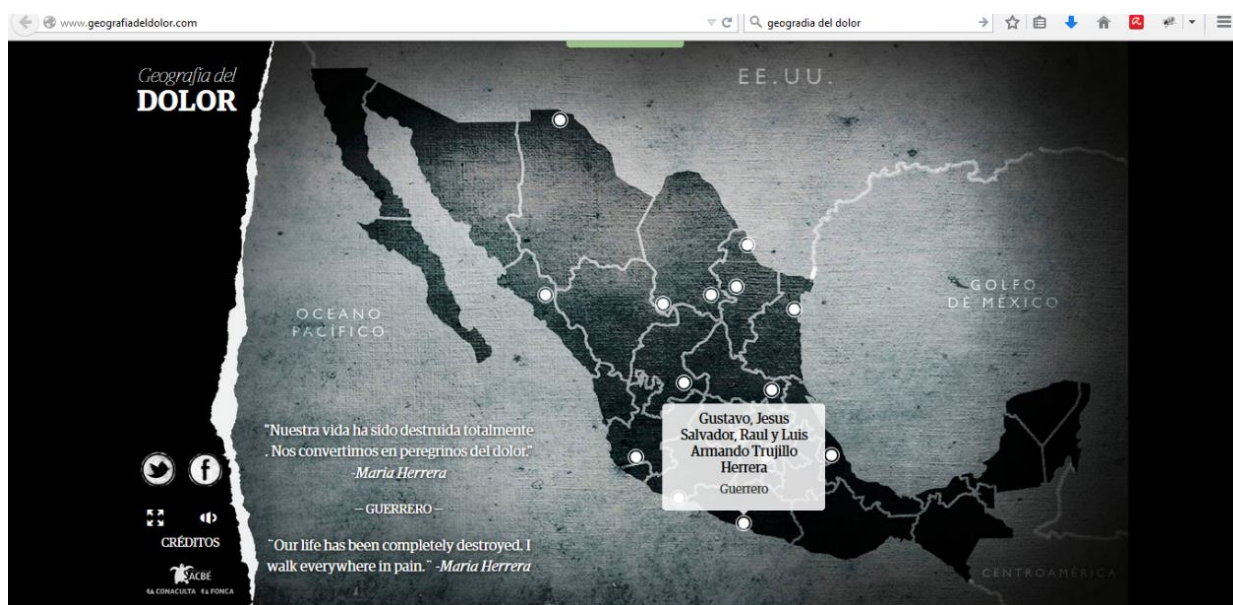 www.geografiadeldolor.com
geogradia del dolor
Geografía del
DOLOR
EE.UU.
GOLFO
DE MÉXICO
OCEANO
PACÍFICO
Gustavo, Jesus
Salvador, Raul y Luis
Armando Trujillo
Herrera
Guerrero
"Nuestra vida ha sido destruida totalmente
. Nos convertimos en peregrinos del dolor."
-Maria Herrera
– GUERRERO –
¨Our life has been completely destroyed. I
walk everywhere in pain.¨ -Maria Herrera
CRÉDITOS
ACBÉ
CONACULTA FONCA
CENTROAMERICA